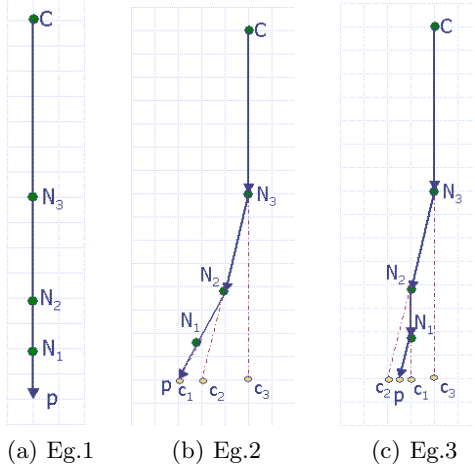 C
N₃
N₂
N₁
p
(a) Eg.1
C
N₃
N₂
N₁
p c₁ c₂ c₃
(b) Eg.2
C
N₃
N₂
N₁
c₂ p c₁ c₃
(c) Eg.3